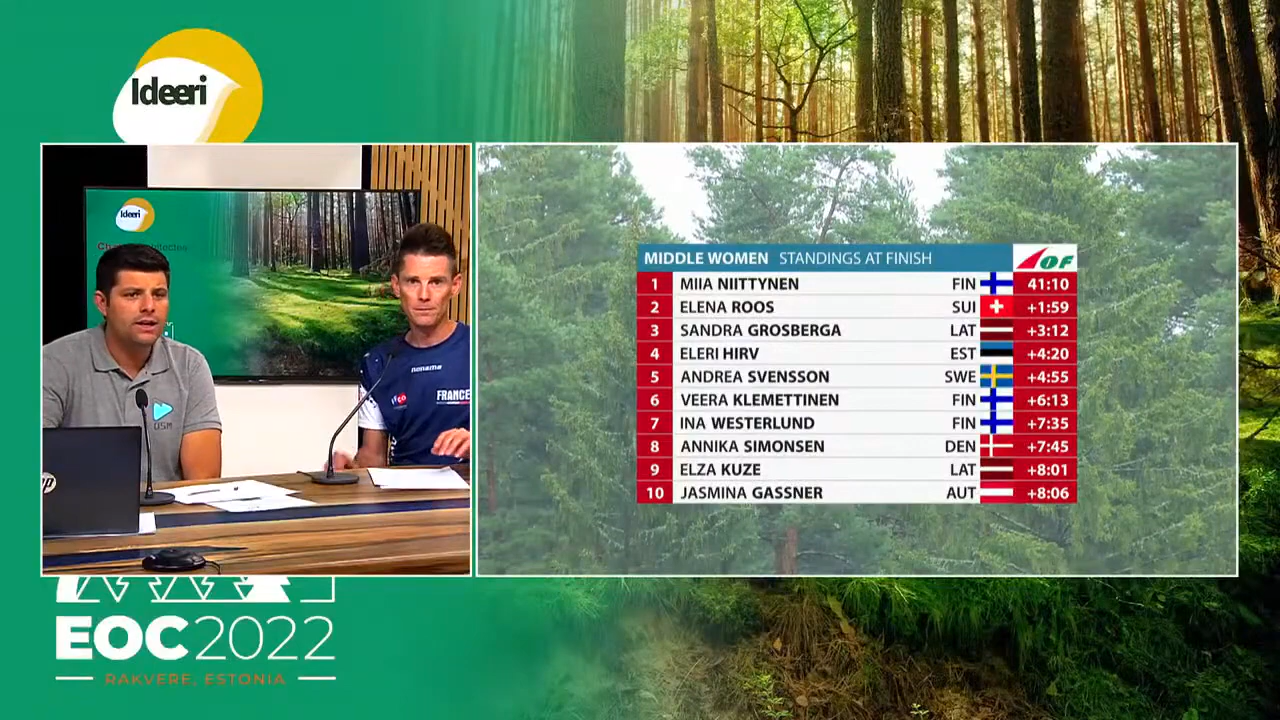 Ideeri
Ideeri
FRANCE
hp
MIDDLE WOMEN STANDINGS AT FINISH
OF
1 MIIA NIITTYNEN FIN 41:10
2 ELENA ROOS SUI +1:59
3 SANDRA GROSBERGA LAT +3:12
4 ELERI HIRV EST +4:20
5 ANDREA SVENSSON SWE +4:55
6 VEERA KLEMETTINEN FIN +6:13
7 INA WESTERLUND FIN +7:35
8 ANNIKA SIMONSEN DEN +7:45
9 ELZA KUZE LAT +8:01
10 JASMINA GASSNER AUT +8:06
EOC2022
RAKVERE, ESTONIA